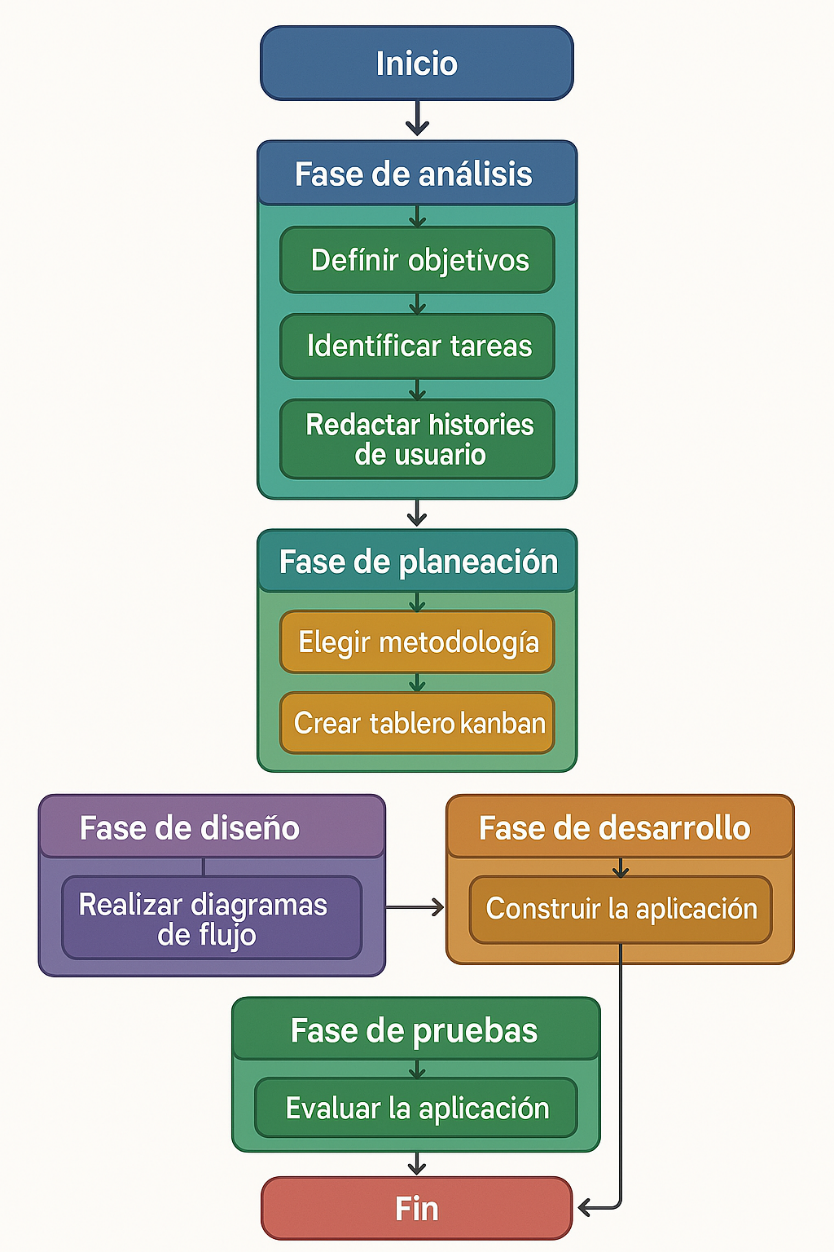 Inicio
Fase de análisis
Defínir objetívos
Identífícar tareas
Redactar histories
de usuario
Fase de planeación
Elegir metodología
Crear tablero kanban
Fase de diseño
Realizar diagramas
de flujo
Fase de desarrollo
Construir la aplicación
Fase de pruebas
Evaluar la aplicación
Fin